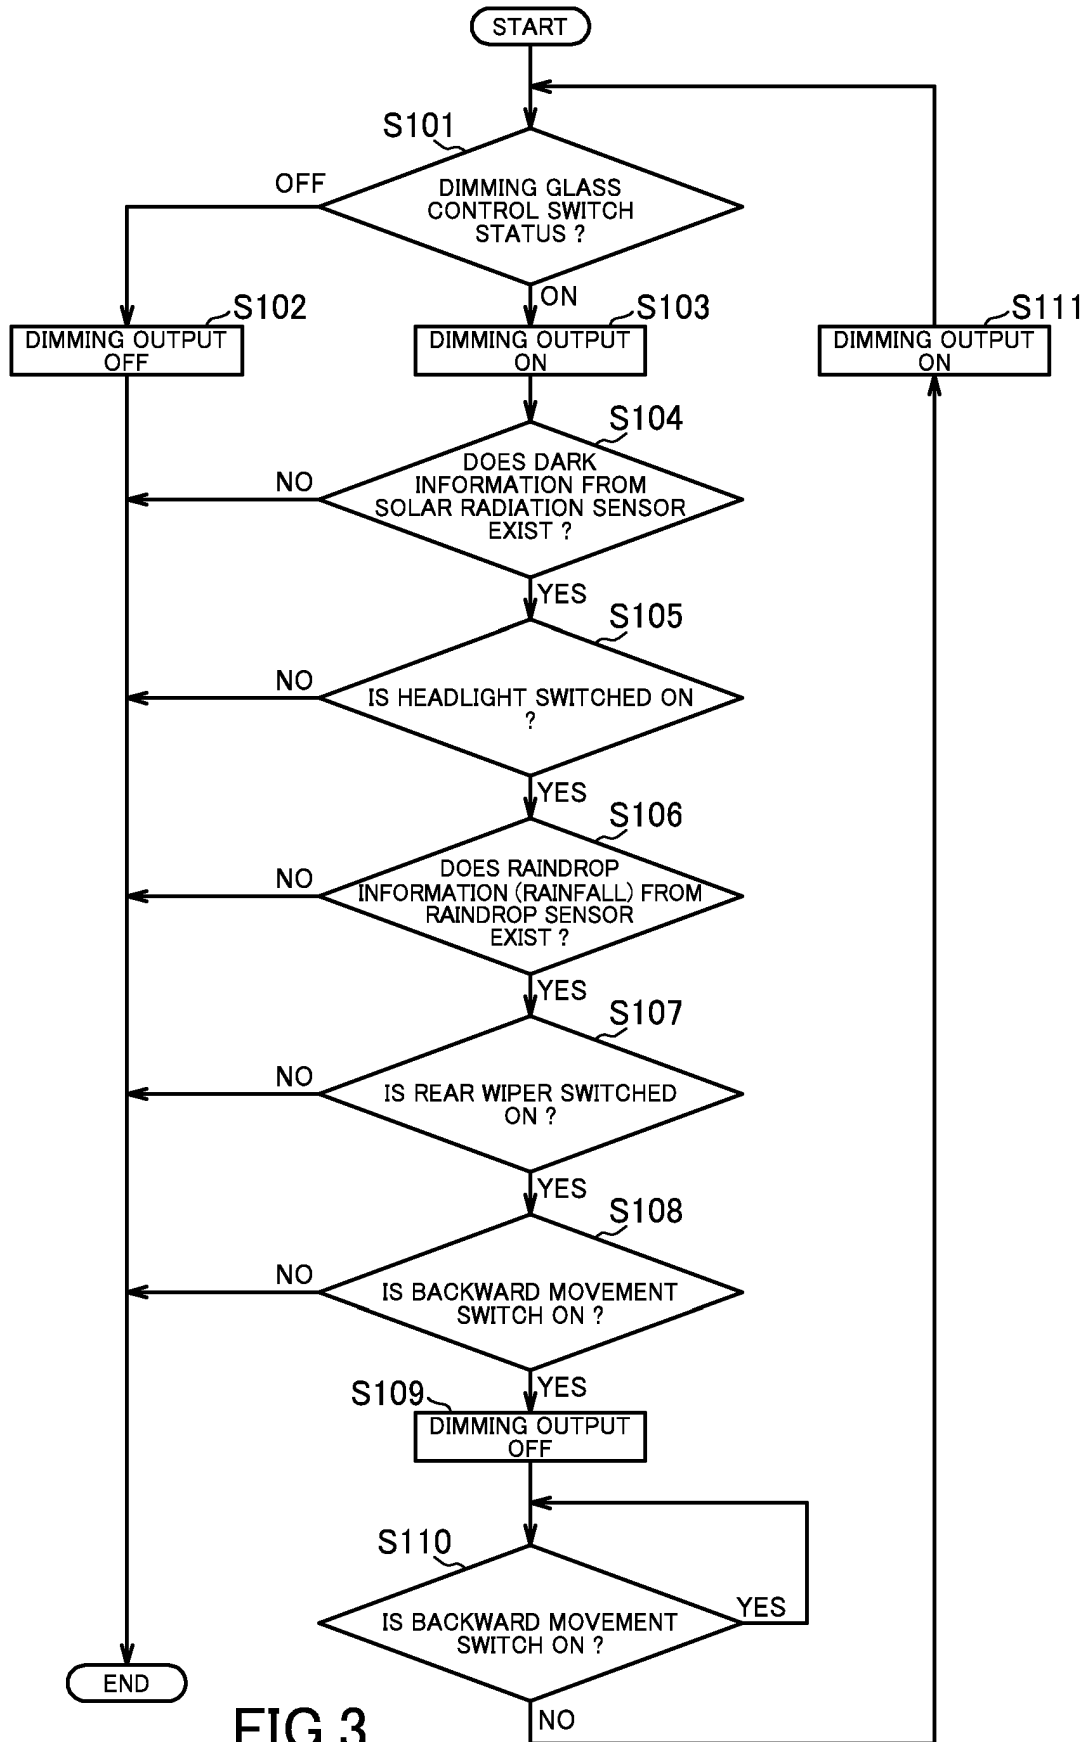 START
S101
OFF
DIMMING GLASS
CONTROL SWITCH
STATUS ?
ON
S102
DIMMING OUTPUT
OFF
S103
DIMMING OUTPUT
ON
S111
DIMMING OUTPUT
ON
S104
NO
DOES DARK
INFORMATION FROM
SOLAR RADIATION SENSOR
EXIST ?
YES
S105
NO
IS HEADLIGHT SWITCHED ON
?
YES
S106
NO
DOES RAINDROP
INFORMATION (RAINFALL) FROM
RAINDROP SENSOR
EXIST ?
YES
S107
NO
IS REAR WIPER SWITCHED
ON ?
YES
S108
NO
IS BACKWARD MOVEMENT
SWITCH ON ?
YES
S109
DIMMING OUTPUT
OFF
S110
YES
IS BACKWARD MOVEMENT
SWITCH ON ?
END
NO
FIG.3